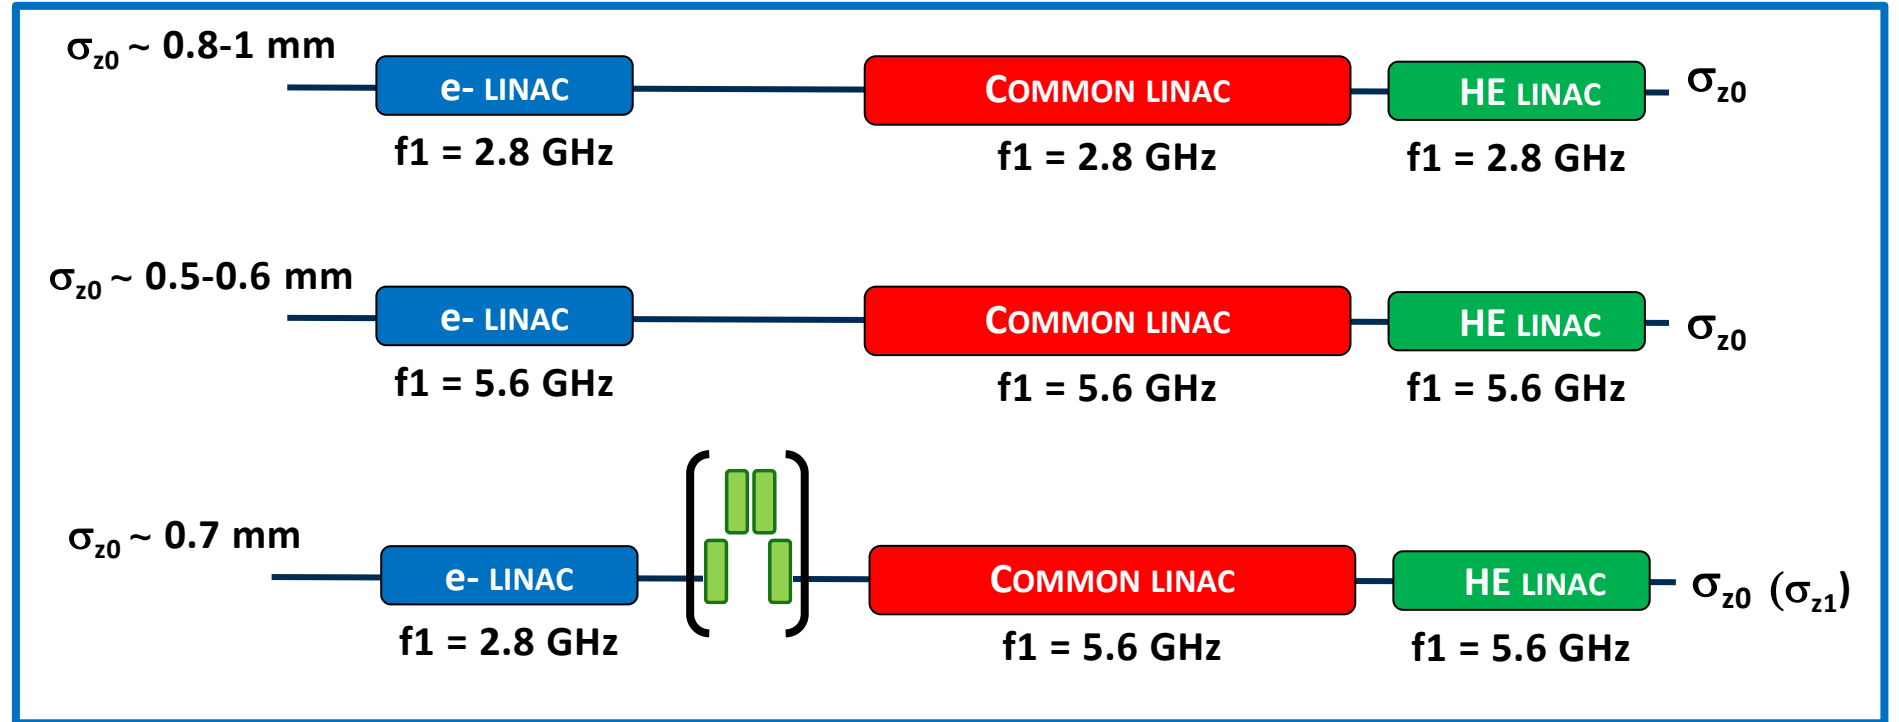 σz0 ~ 0.8-1 mm
e- LINAC COMMON LINAC HE LINAC σz0
f1 = 2.8 GHz f1 = 2.8 GHz f1 = 2.8 GHz
σz0 ~ 0.5-0.6 mm
e- LINAC COMMON LINAC HE LINAC σz0
f1 = 5.6 GHz f1 = 5.6 GHz f1 = 5.6 GHz
σz0 ~ 0.7 mm
e- LINAC COMMON LINAC HE LINAC σz0 (σz1)
f1 = 2.8 GHz f1 = 5.6 GHz f1 = 5.6 GHz